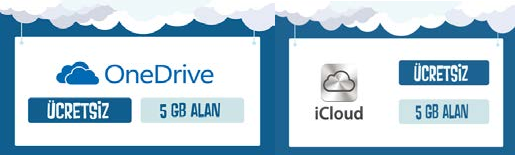 OneDrive
ÜCRETSİZ
5 GB ALAN
iCloud
ÜCRETSİZ
5 GB ALAN